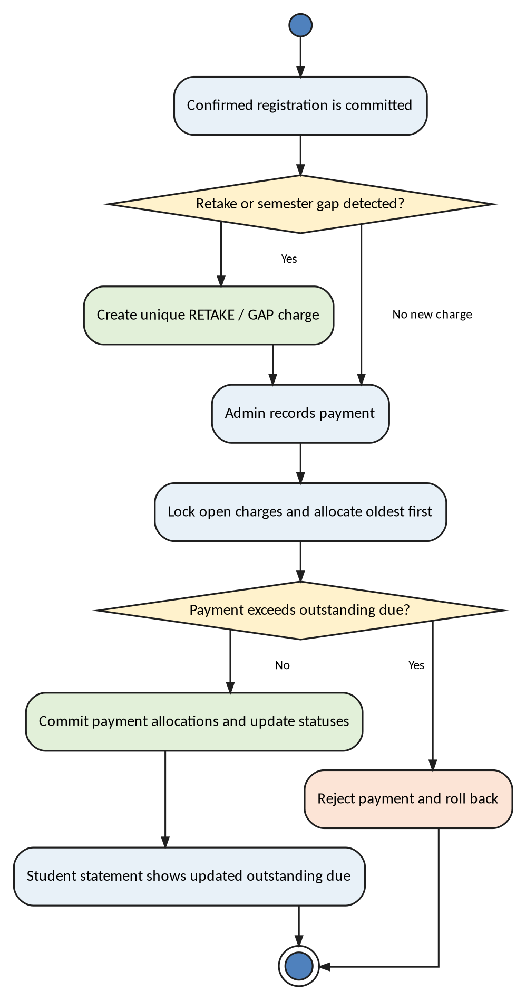 Confirmed registration is committed
Retake or semester gap detected?
Yes
Create unique RETAKE / GAP charge
No new charge
Admin records payment
Lock open charges and allocate oldest first
Payment exceeds outstanding due?
No
Yes
Commit payment allocations and update statuses
Reject payment and roll back
Student statement shows updated outstanding due